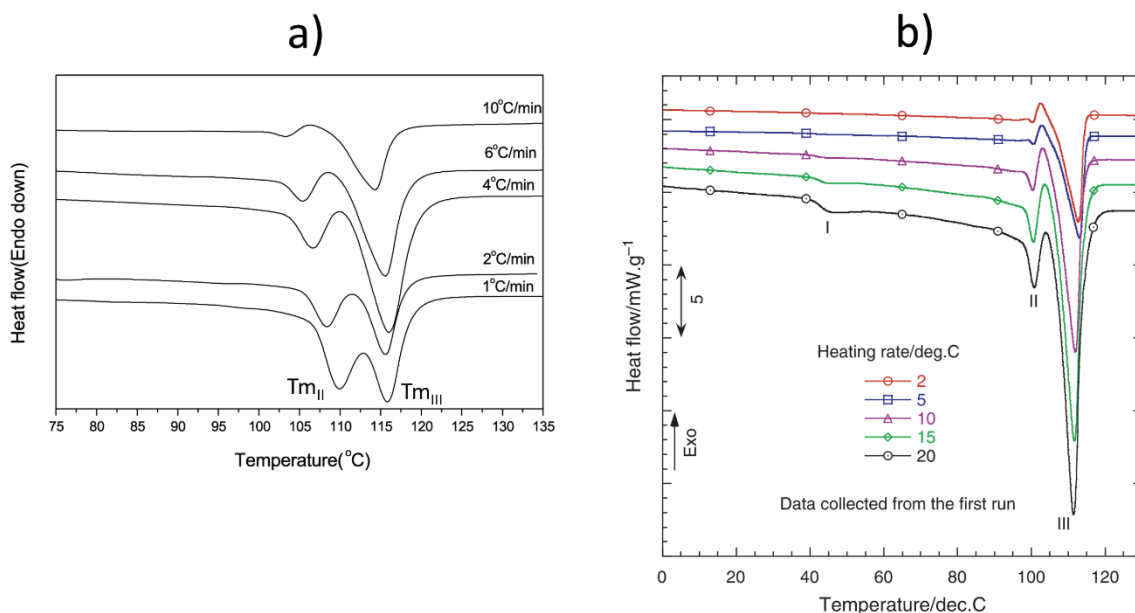 a)
10°C/min
6°C/min
4°C/min
2°C/min
1°C/min
Heat flow(Endo down)
TmII
TmIII
75 80 85 90 95 100 105 110 115 120 125 130 135
Temperature(°C)
b)
Heat flow/mW.g⁻¹
I
II
III
5
Exo
Heating rate/deg.C
2
5
10
15
20
Data collected from the first run
0 20 40 60 80 100 120
Temperature/dec.C